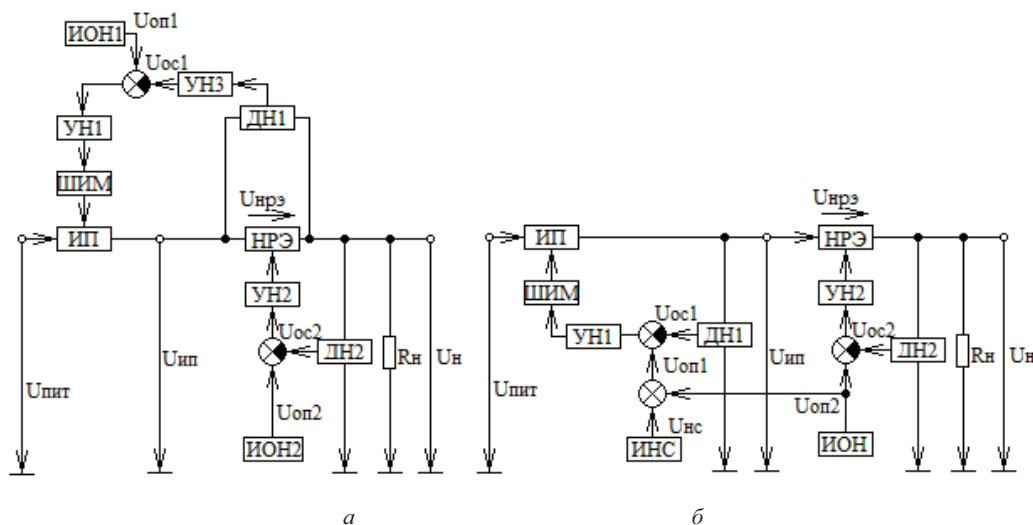 Uоп1
ИОН1
Uос1
УН3
ДН1
УН1
ШИМ
Uнрэ
ИП
НРЭ
УН2
Uос2
ДН2
Rн
Uн
Uип
Uпит
Uоп2
ИОН2
а
Uнрэ
ИП
НРЭ
ШИМ
УН2
Uос1
УН1
ДН1
Uос2
Uоп1
Uип
ДН2
Rн
Uн
Uпит
Uоп2
Uнс
ИНС
ИОН
б